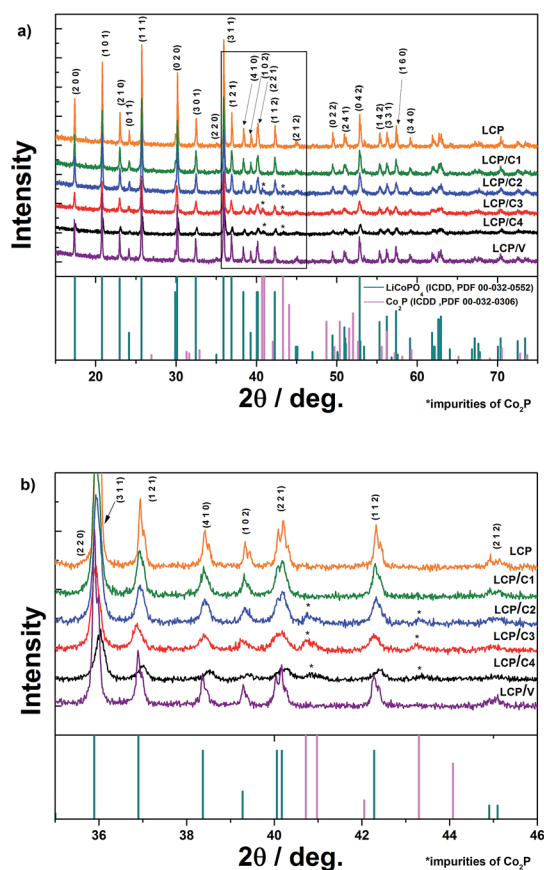 a)
Intensity
(2 0 0)
(1 0 1)
(2 1 0)
(0 1 1)
(1 1 1)
(0 2 0)
(3 0 1)
(2 2 0)
(3 1 1)
(1 2 1)
(4 1 0)
(1 0 2)
(2 2 1)
(1 1 2)
(2 1 2)
(0 2 2)
(2 4 1)
(0 4 2)
(1 4 2)
(3 3 1)
(1 6 0)
(3 4 0)
LCP
LCP/C1
LCP/C2
* *
LCP/C3
* *
LCP/C4
* *
LCP/V
LiCoPO4 (ICDD, PDF 00-032-0552)
Co2P (ICDD ,PDF 00-032-0306)
20 30 40 50 60 70
2θ / deg.
*impurities of Co2P
b)
Intensity
(2 2 0)
(3 1 1)
(1 2 1)
(4 1 0)
(1 0 2)
(2 2 1)
(1 1 2)
(2 1 2)
LCP
LCP/C1
LCP/C2
* *
LCP/C3
* *
LCP/C4
* *
LCP/V
36 38 40 42 44 46
2θ / deg.
*impurities of Co2P